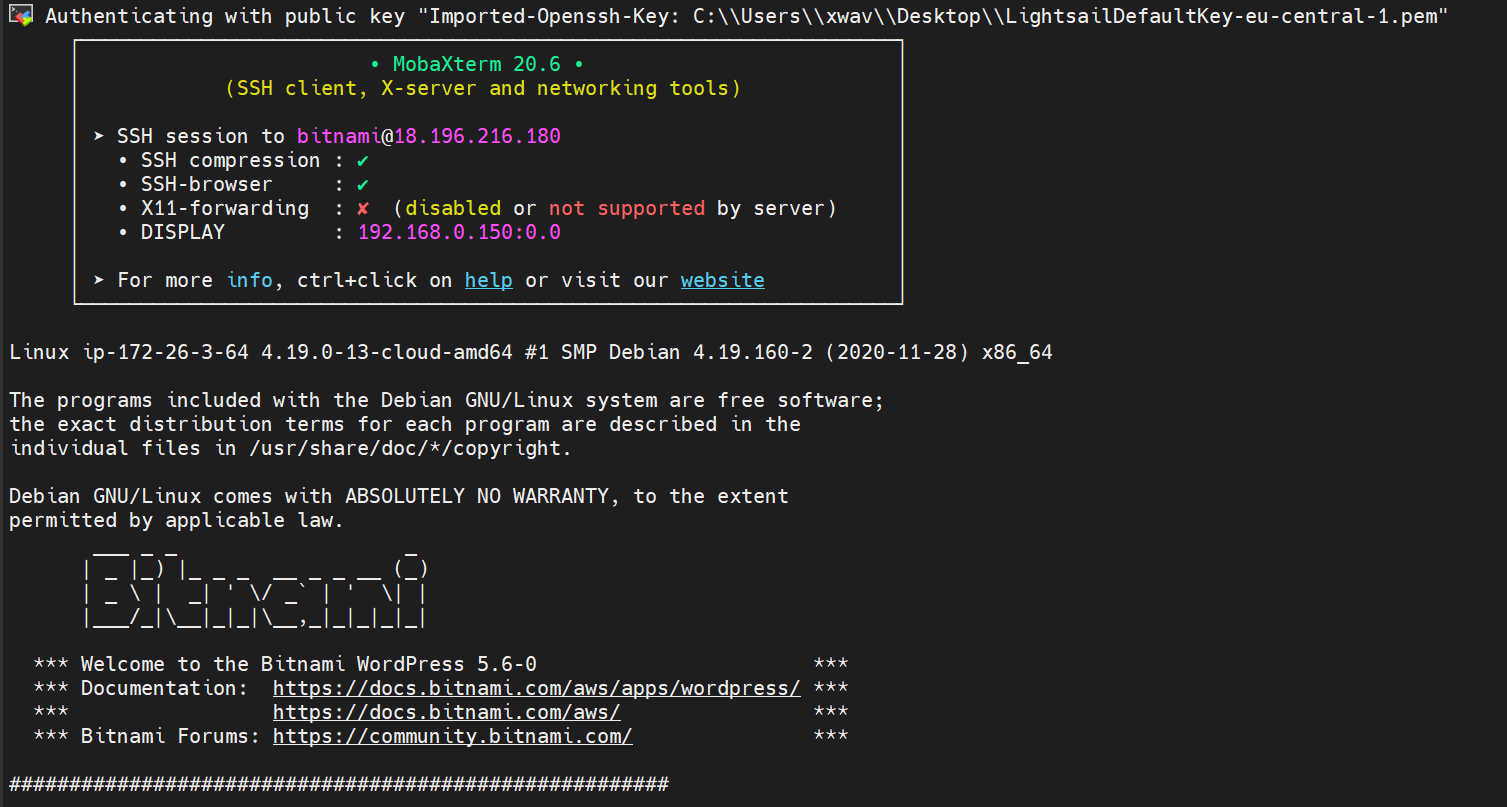 Authenticating with public key "Imported-Openssh-Key: C:\\Users\\xwav\\Desktop\\LightsailDefaultKey-eu-central-1.pem"
• MobaXterm 20.6 •
(SSH client, X-server and networking tools)
➤ SSH session to bitnami@18.196.216.180
• SSH compression : ✔
• SSH-browser     : ✔
• X11-forwarding  : ✘  (disabled or not supported by server)
• DISPLAY         : 192.168.0.150:0.0
➤ For more info, ctrl+click on help or visit our website
Linux ip-172-26-3-64 4.19.0-13-cloud-amd64 #1 SMP Debian 4.19.160-2 (2020-11-28) x86_64
The programs included with the Debian GNU/Linux system are free software;
the exact distribution terms for each program are described in the
individual files in /usr/share/doc/*/copyright.
Debian GNU/Linux comes with ABSOLUTELY NO WARRANTY, to the extent
permitted by applicable law.
Bitnami
*** Welcome to the Bitnami WordPress 5.6-0 ***
*** Documentation:  https://docs.bitnami.com/aws/apps/wordpress/ ***
*** https://docs.bitnami.com/aws/ ***
*** Bitnami Forums: https://community.bitnami.com/ ***
#######################################################